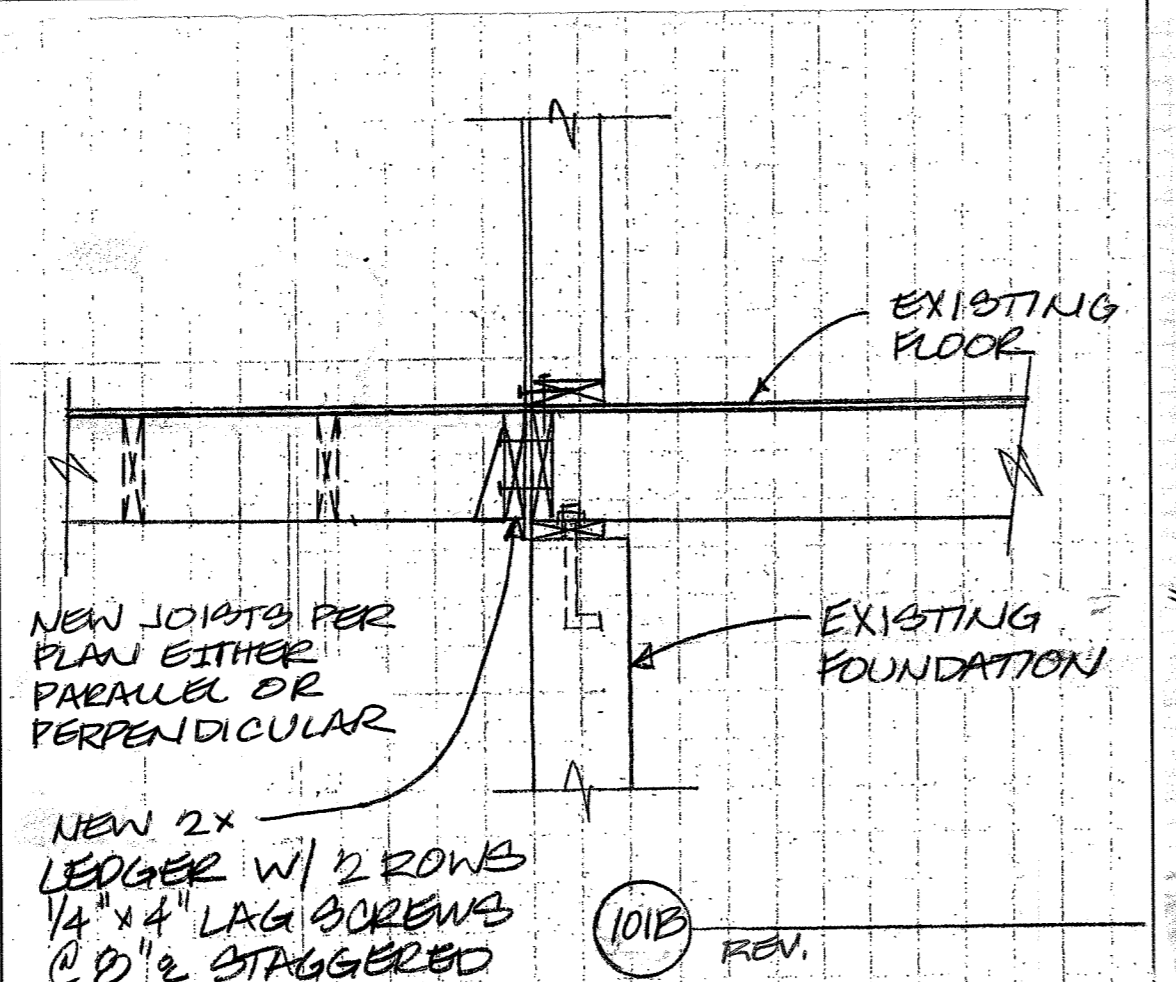 EXISTING
FLOOR
NEW JOISTS PER
PLAN EITHER
PARALLEL OR
PERPENDICULAR
EXISTING
FOUNDATION
NEW 2x
LEDGER W/ 2 ROWS
1/4" x 4" LAG SCREWS
@ 8" STAGGERED
101B
REV.